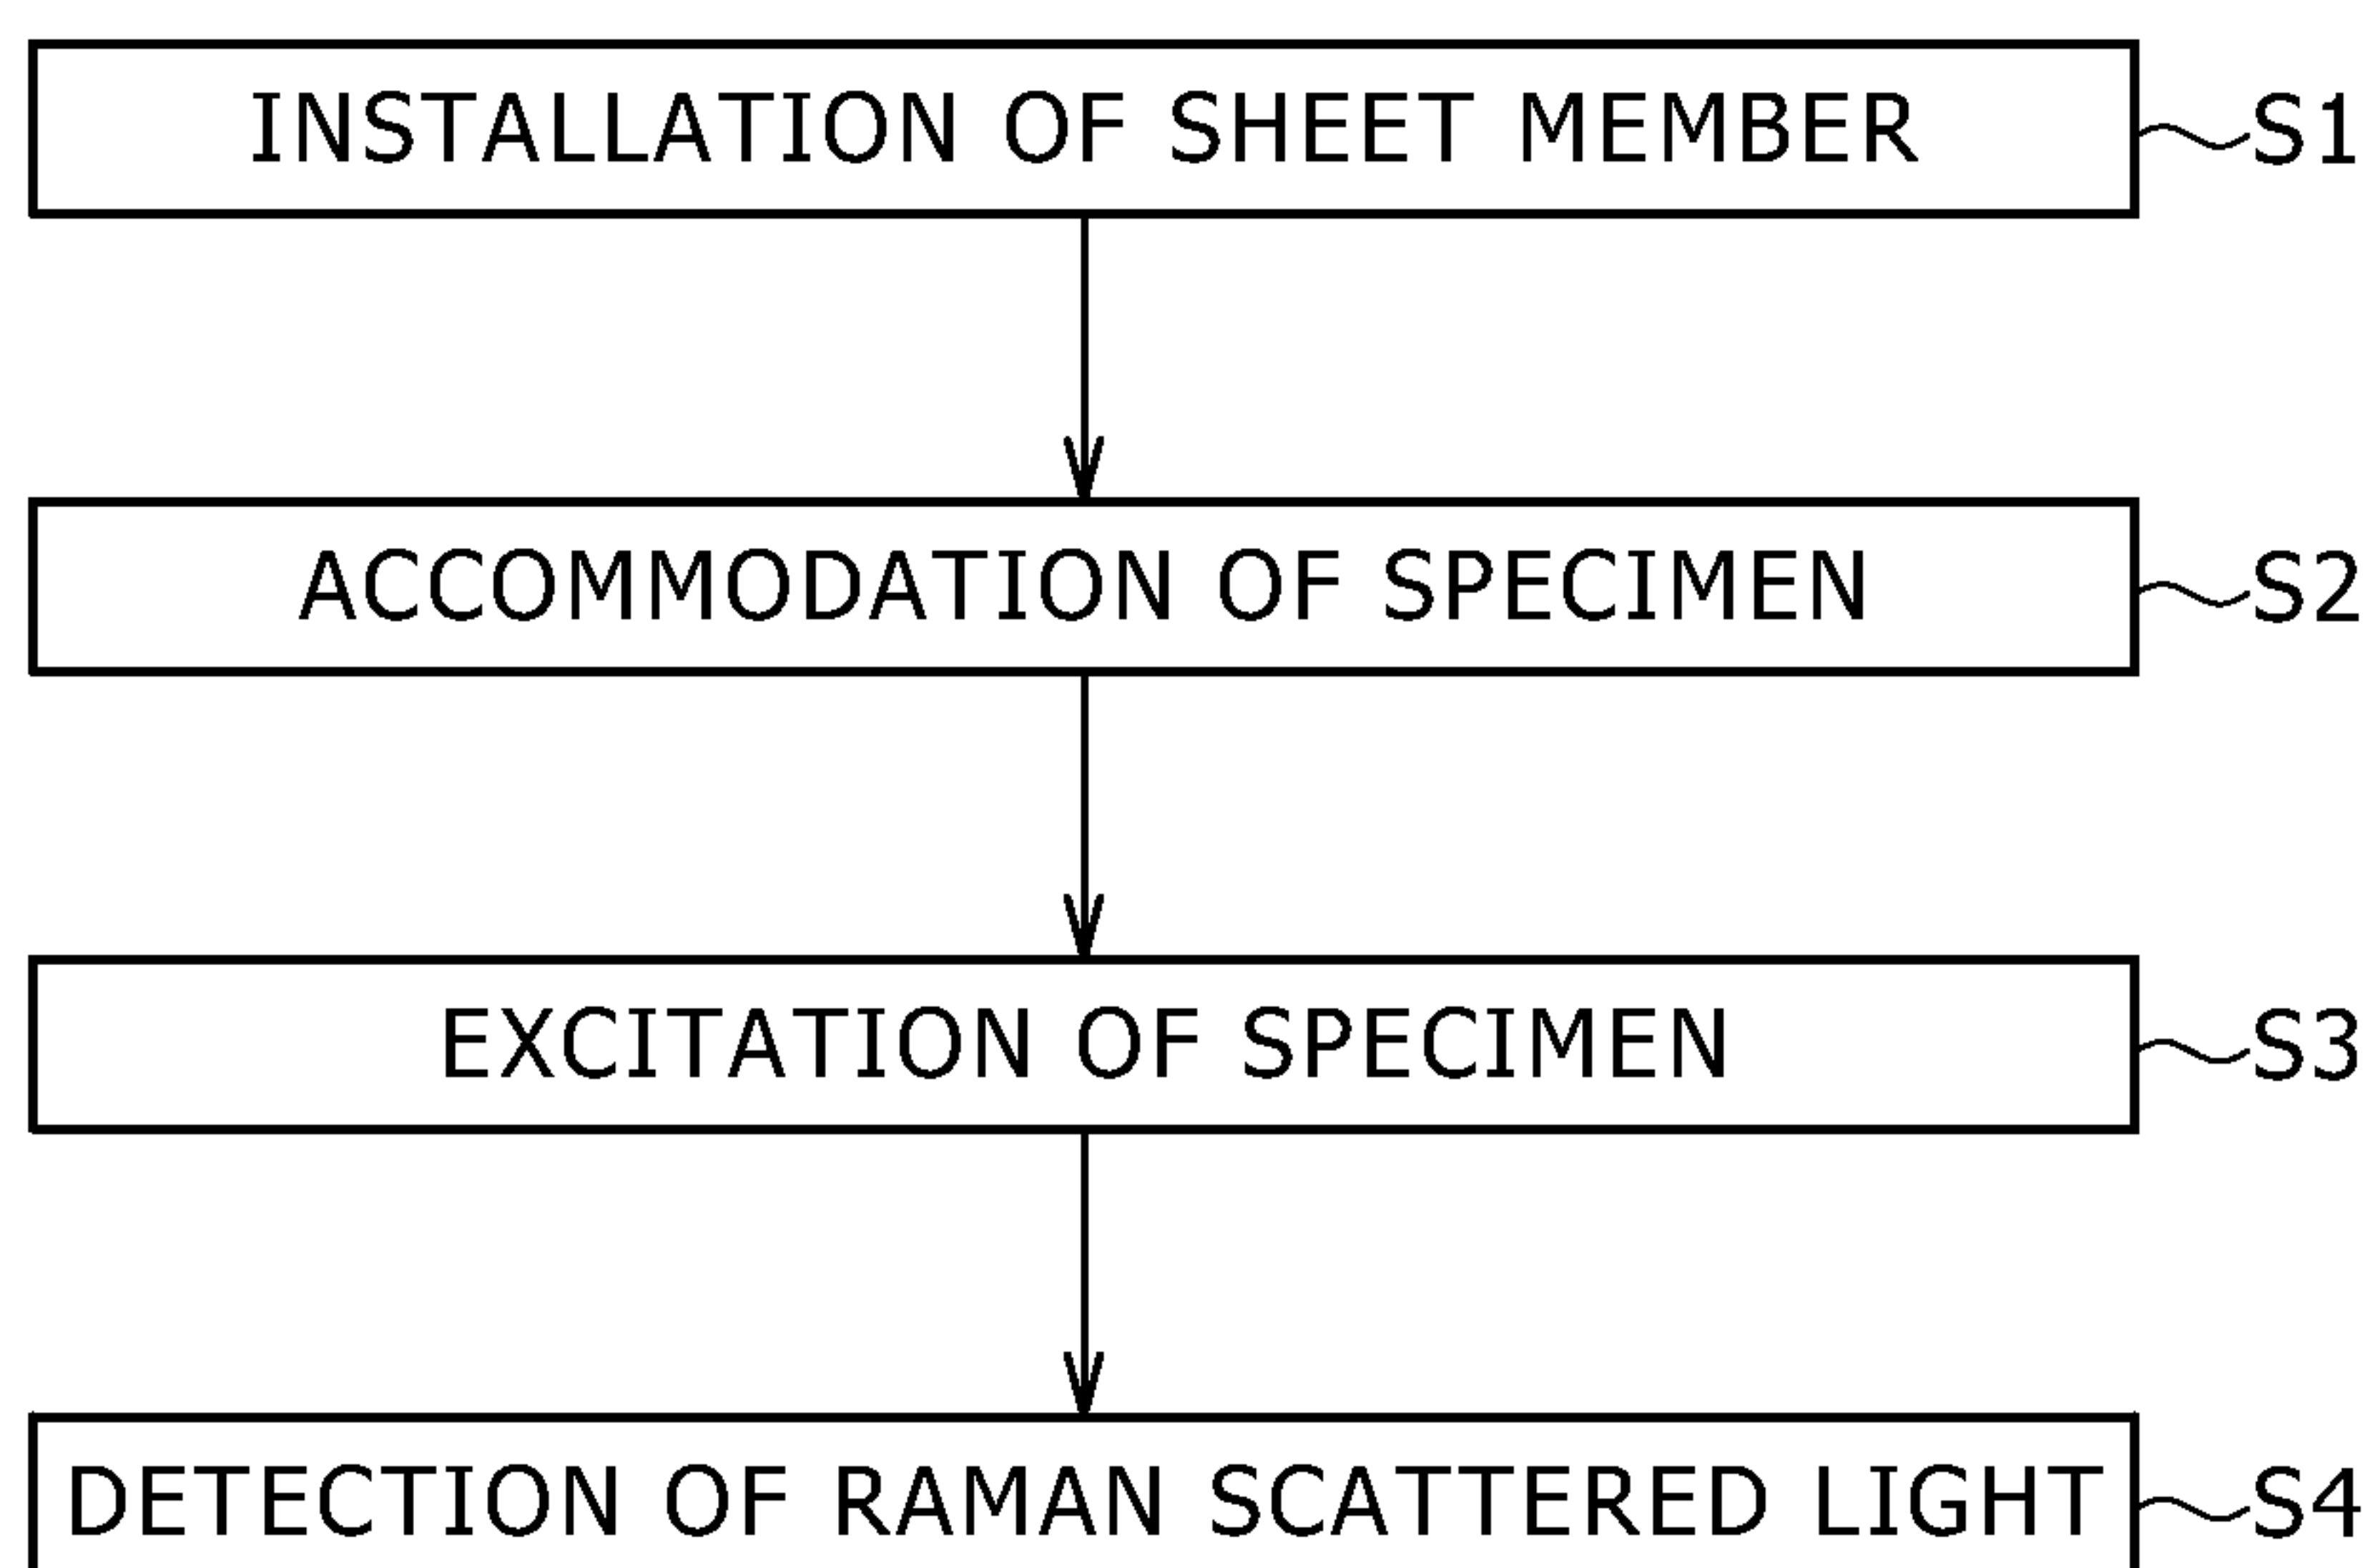 INSTALLATION OF SHEET MEMBER S1
ACCOMMODATION OF SPECIMEN S2
EXCITATION OF SPECIMEN S3
DETECTION OF RAMAN SCATTERED LIGHT S4